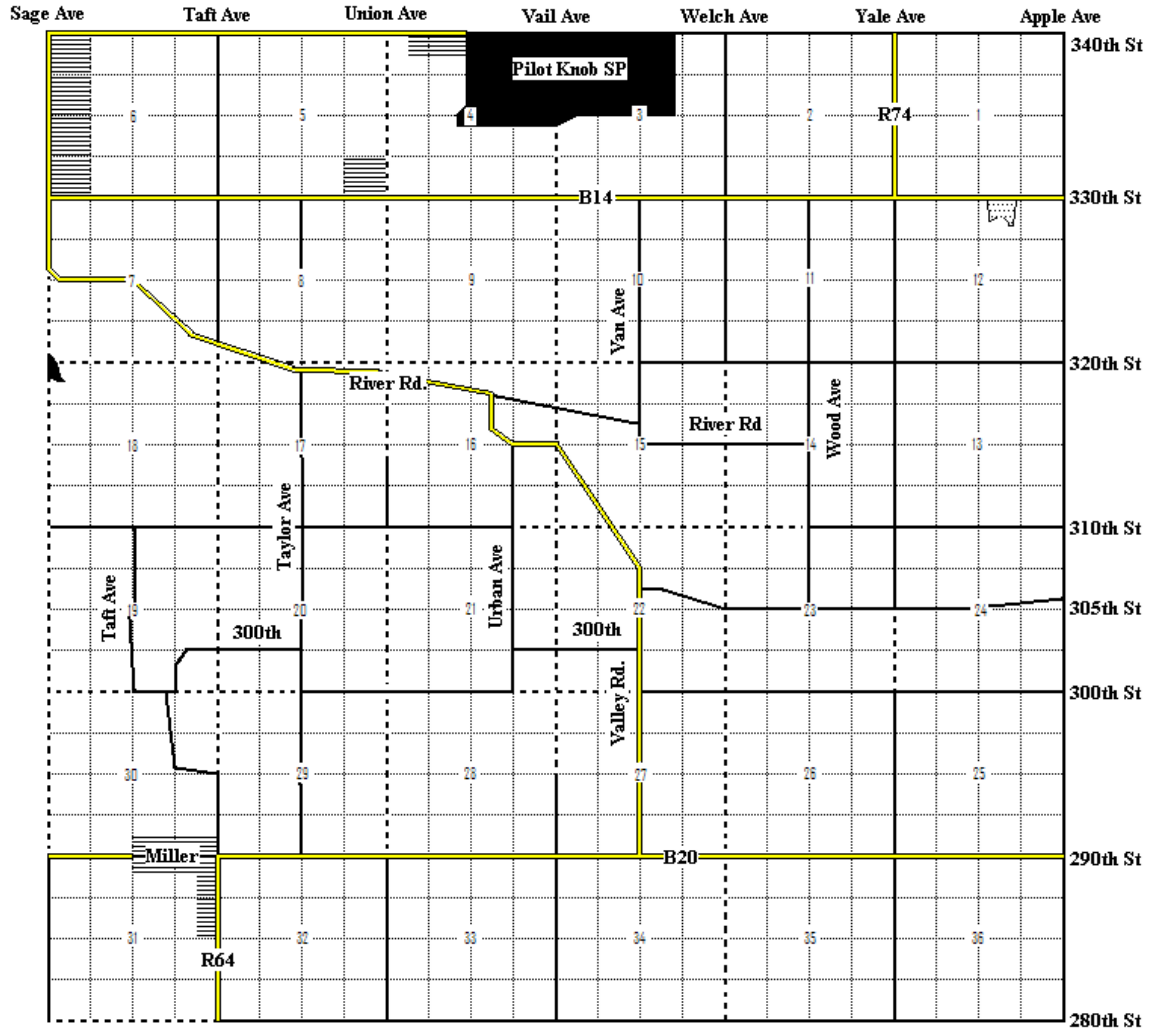 Sage Ave Taft Ave Union Ave Vail Ave Welch Ave Yale Ave Apple Ave
340th St
Pilot Knob SP
6 5 4 3 2 R74 1
B14 330th St
7 8 9 10 11 12
Van Ave
320th St
River Rd.
Wood Ave
River Rd
18 17 16 15 14 13
Taylor Ave
310th St
Urban Ave
Taft Ave
19 20 21 22 23 24 305th St
300th 300th
300th St
Valley Rd.
30 29 28 27 26 25
Miller B20 290th St
31 32 33 34 35 36
R64
280th St